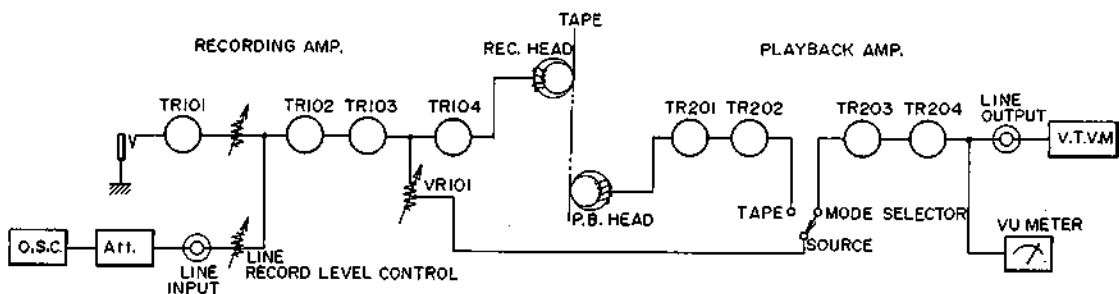 TAPE
RECORDING AMP.
REC. HEAD
PLAYBACK AMP.
TR101
TR102
TR103
TR104
TR201
TR202
TR203
TR204
LINE
OUTPUT
V.T.V.M
VR101
P.B. HEAD
TAPE
MODE SELECTOR
SOURCE
VU METER
O.S.C.
Att.
LINE
INPUT
LINE
RECORD LEVEL CONTROL